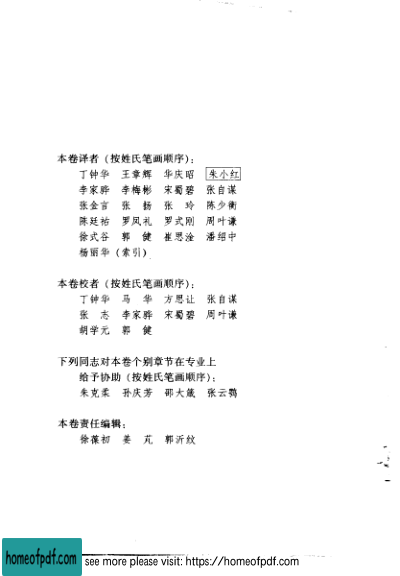 本卷译者（按姓氏笔画顺序）：
丁钟华 王章辉 华庆昭 朱小红
李家骅 李梅彬 宋蜀碧 张自谋
张金言 张扬 张玲 陈少衡
陈廷祐 罗凤礼 罗式刚 周叶谦
徐式谷 郭健 崔思淦 潘绍中
杨丽华（索引）
本卷校者（按姓氏笔画顺序）：
丁钟华 马华 方思让 张自谋
张志 李家骅 宋蜀碧 周叶谦
胡学元 郭健
下列同志对本卷个别章节在专业上
给予协助（按姓氏笔画顺序）：
朱克柔 孙庆芳 邵大箴 张云鹗
本卷责任编辑：
徐葆初 姜芃 郭沂纹
homeofpdf.com see more please visit: https://homeofpdf.com